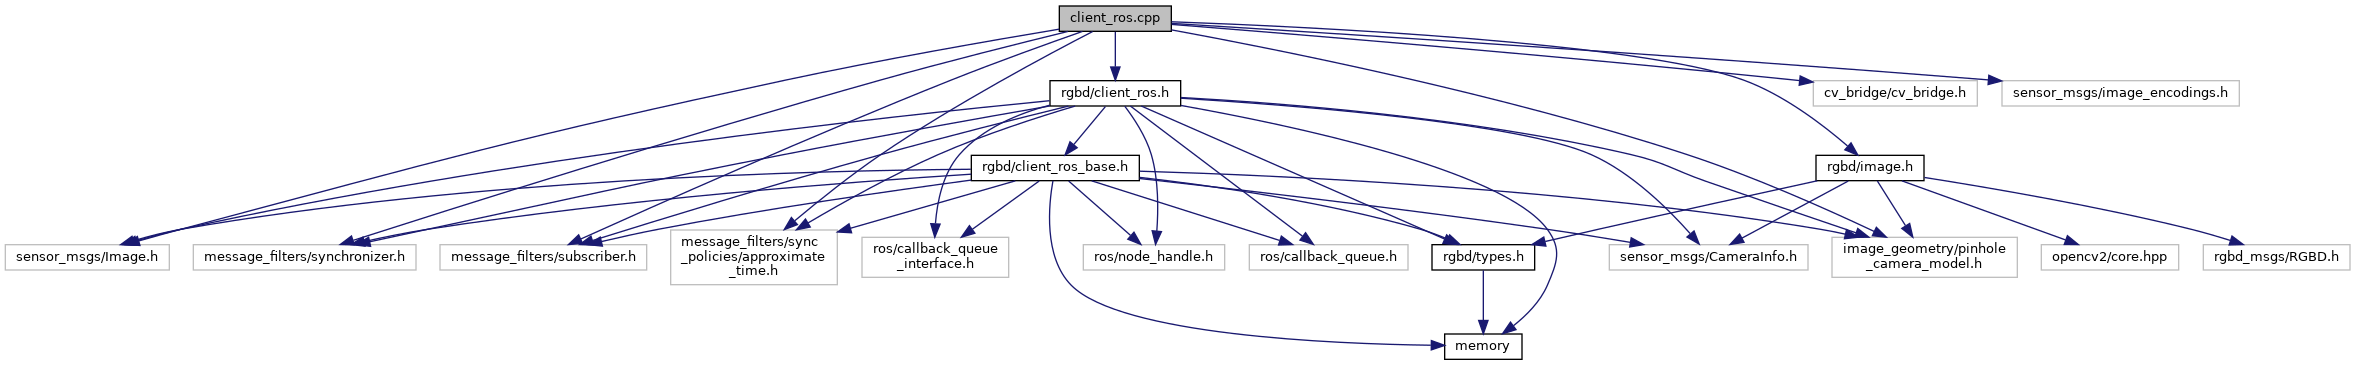 client_ros.cpp
rgbd/client_ros.h
cv_bridge/cv_bridge.h
sensor_msgs/image_encodings.h
rgbd/client_ros_base.h
rgbd/image.h
sensor_msgs/Image.h
message_filters/synchronizer.h
message_filters/subscriber.h
message_filters/sync
_policies/approximate
_time.h
ros/callback_queue
_interface.h
ros/node_handle.h
ros/callback_queue.h
rgbd/types.h
sensor_msgs/CameraInfo.h
image_geometry/pinhole
_camera_model.h
opencv2/core.hpp
rgbd_msgs/RGBD.h
memory